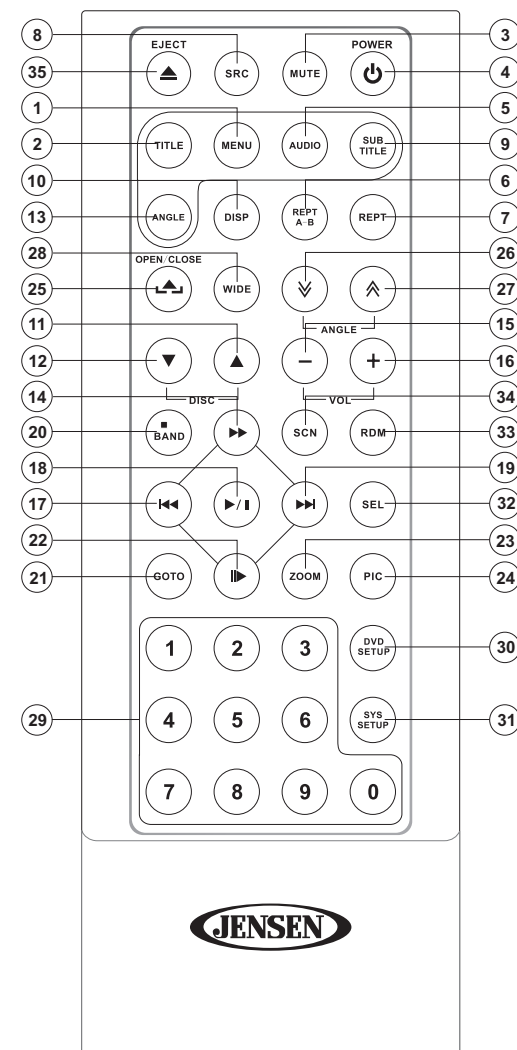 8 3
EJECT POWER
35 SRC MUTE 4
1 5
2 TITLE MENU AUDIO SUB TITLE 9
10 6
13 ANGLE DISP REPT A-B REPT 7
28 26
OPEN/CLOSE
25 WIDE 27
ANGLE
11 15
12 − + 16
14 34
DISC VOL
20 BAND SCN RDM 33
18 19
17 SEL 32
22 23
21 GOTO ZOOM PIC 24
1 2 3 DVD SETUP 30
29 4 5 6 SYS SETUP 31
7 8 9 0
JENSEN